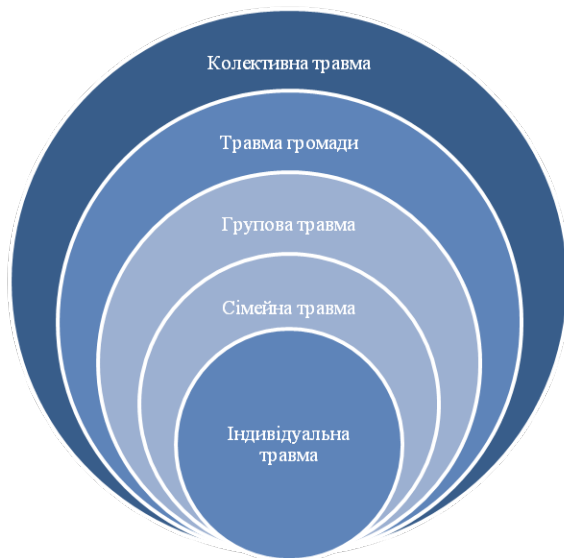 Колективна травма
Травма громади
Групова травма
Сімейна травма
Індивідуальна
травма